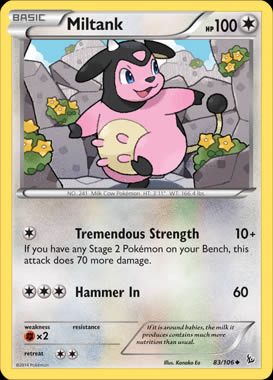 BASIC
Miltank
HP100
NO. 241 Milk Cow Pokémon HT: 3'11" WT: 166.4 lbs
Tremendous Strength 10+
If you have any Stage 2 Pokémon on your Bench, this
attack does 70 more damage.
Hammer In 60
weakness
×2
resistance
retreat
If it is around babies, the milk it
produces contains much more
nutrition than usual.
Illus. Kanako Eo
83/106
©2014 Pokémon